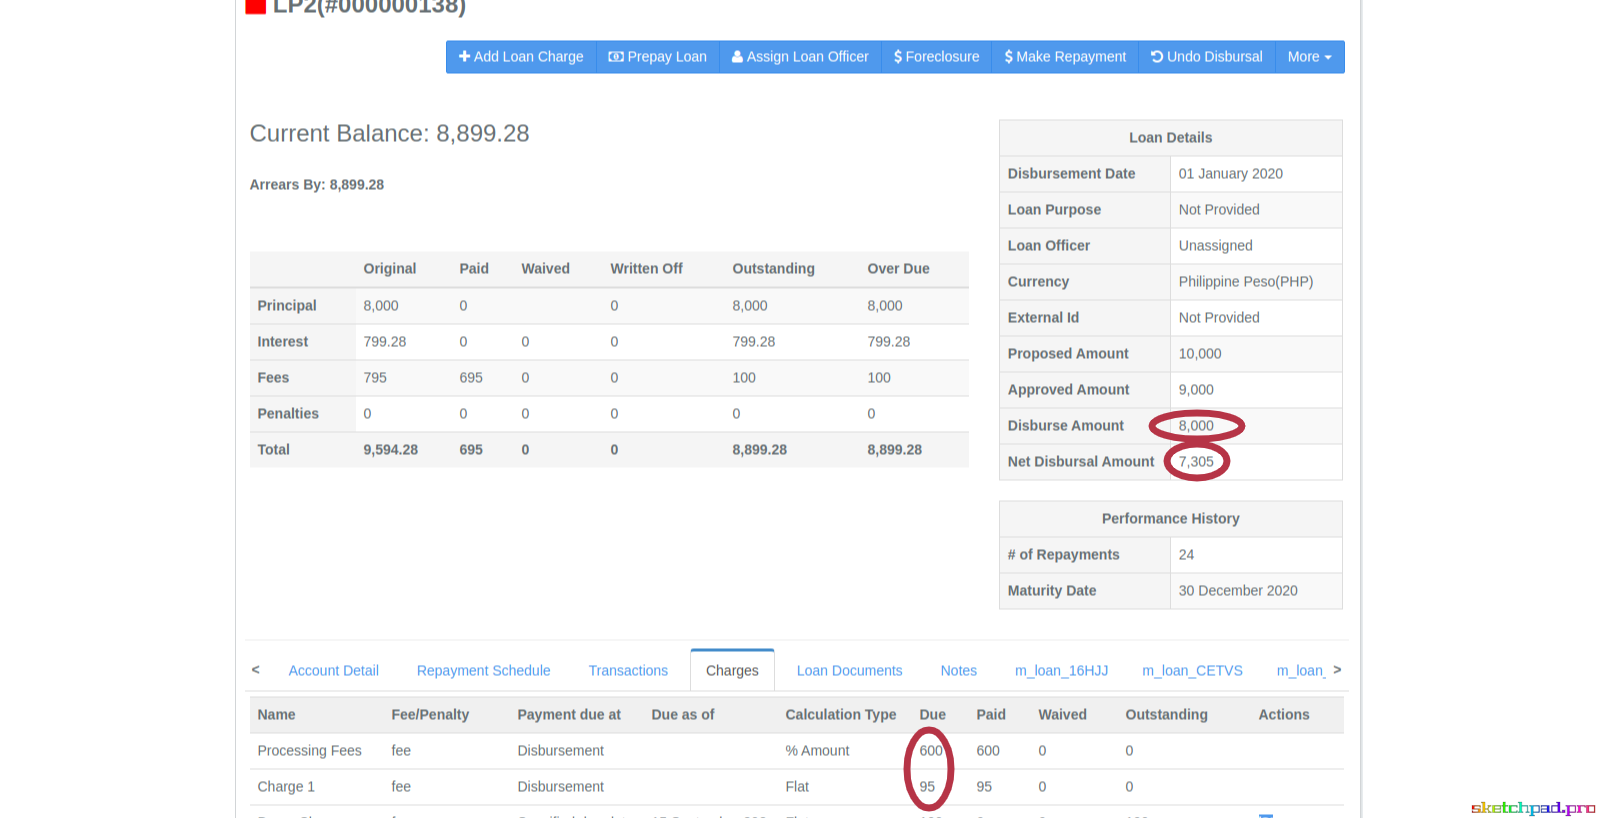 LP2(#000000138)
Add Loan Charge Prepay Loan Assign Loan Officer $ Foreclosure $ Make Repayment Undo Disbursal More
Current Balance: 8,899.28
Arrears By: 8,899.28
Original Paid Waived Written Off Outstanding Over Due
Principal 8,000 0 0 8,000 8,000
Interest 799.28 0 0 0 799.28 799.28
Fees 795 695 0 0 100 100
Penalties 0 0 0 0 0 0
Total 9,594.28 695 0 0 8,899.28 8,899.28
Loan Details
Disbursement Date 01 January 2020
Loan Purpose Not Provided
Loan Officer Unassigned
Currency Philippine Peso(PHP)
External Id Not Provided
Proposed Amount 10,000
Approved Amount 9,000
Disburse Amount 8,000
Net Disbursal Amount 7,305
Performance History
# of Repayments 24
Maturity Date 30 December 2020
< Account Detail Repayment Schedule Transactions Charges Loan Documents Notes m_loan_16HJJ m_loan_CETVS m_loan_ >
Name Fee/Penalty Payment due at Due as of Calculation Type Due Paid Waived Outstanding Actions
Processing Fees fee Disbursement % Amount 600 600 0 0
Charge 1 fee Disbursement Flat 95 95 0 0
sketchpad.pro